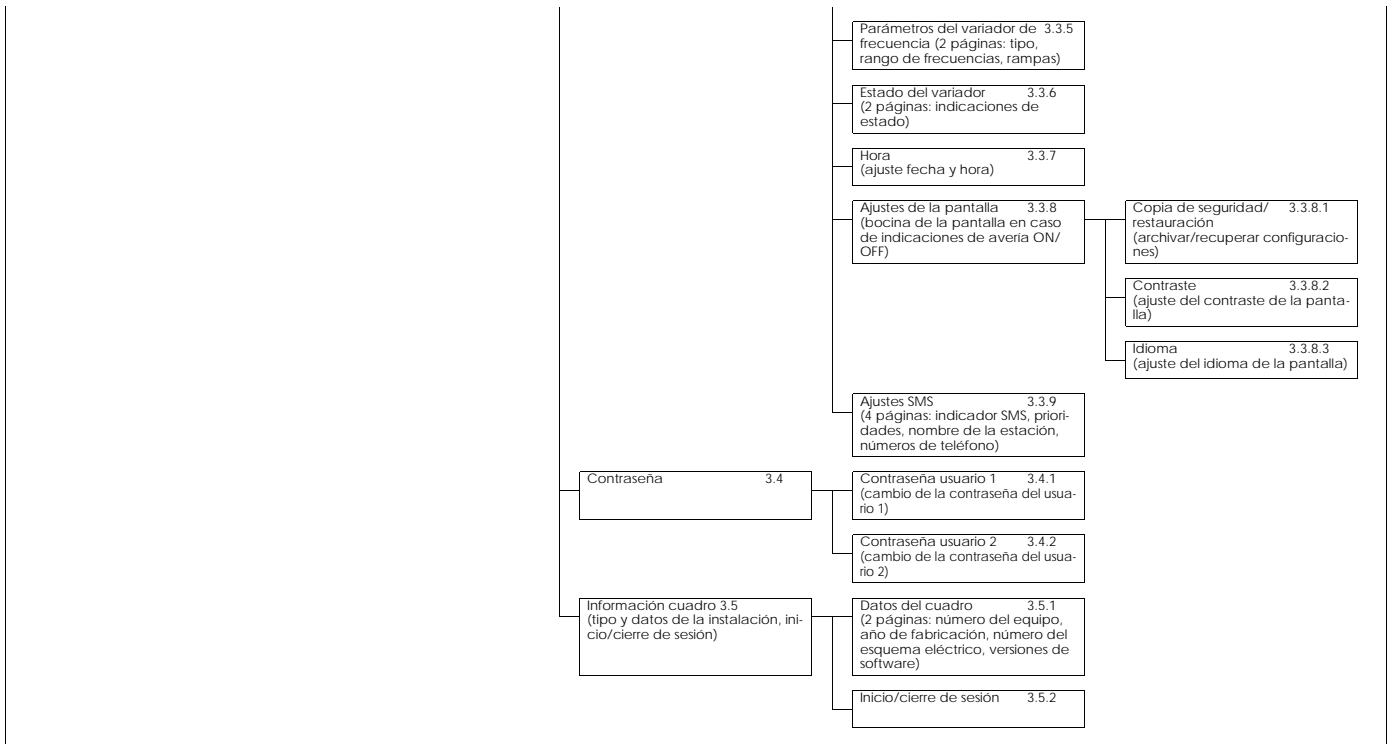 Parámetros del variador de 3.3.5
frecuencia (2 páginas: tipo,
rango de frecuencias, rampas)
Estado del variador 3.3.6
(2 páginas: indicaciones de
estado)
Hora 3.3.7
(ajuste fecha y hora)
Ajustes de la pantalla 3.3.8
(bocina de la pantalla en caso
de indicaciones de avería ON/
OFF)
Copia de seguridad/ 3.3.8.1
restauración
(archivar/recuperar configuracio-
nes)
Contraste 3.3.8.2
(ajuste del contraste de la panta-
lla)
Idioma 3.3.8.3
(ajuste del idioma de la pantalla)
Ajustes SMS 3.3.9
(4 páginas: indicador SMS, priori-
dades, nombre de la estación,
números de teléfono)
Contraseña 3.4
Contraseña usuario 1 3.4.1
(cambio de la contraseña del usua-
rio 1)
Contraseña usuario 2 3.4.2
(cambio de la contraseña del usua-
rio 2)
Información cuadro 3.5
(tipo y datos de la instalación, ini-
cio/cierre de sesión)
Datos del cuadro 3.5.1
(2 páginas: número del equipo,
año de fabricación, número del
esquema eléctrico, versiones de
software)
Inicio/cierre de sesión 3.5.2